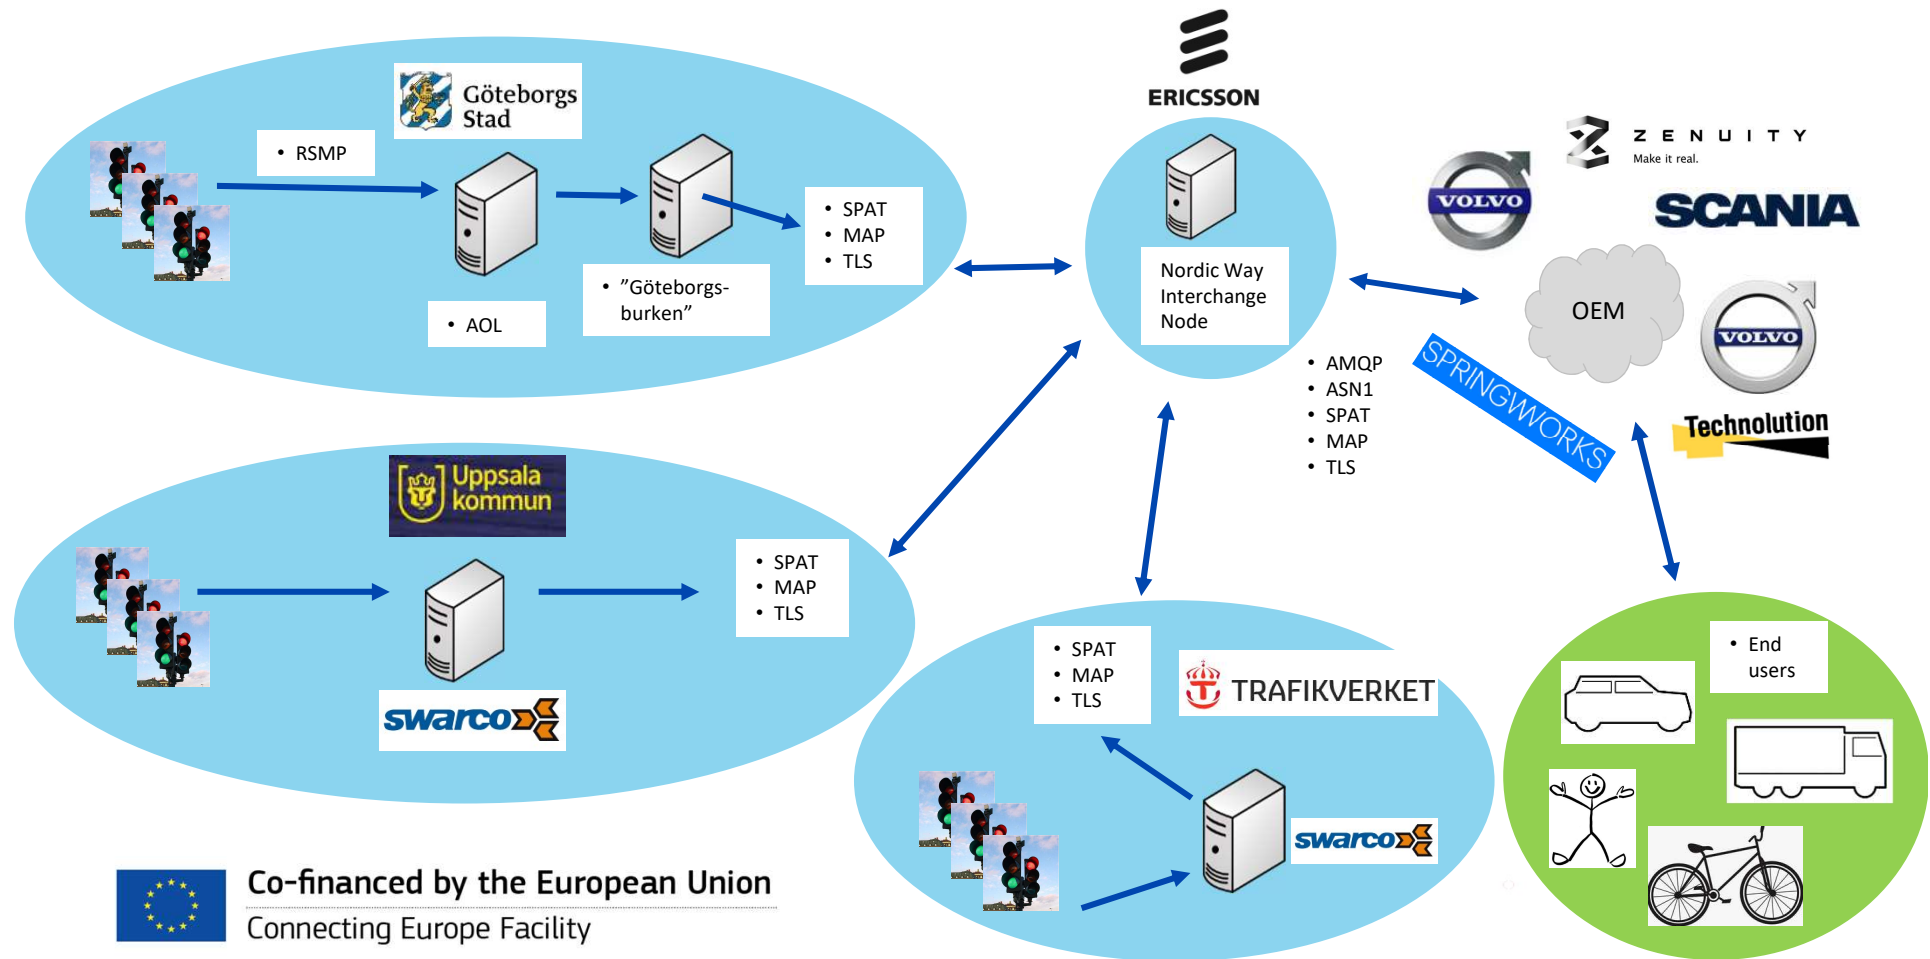 Göteborgs
Stad
• RSMP
• SPAT
• MAP
• TLS
• "Göteborgs-
burken"
• AOL
ERICSSON
Nordic Way
Interchange
Node
ZENUITY
Make it real.
VOLVO
SCANIA
OEM
VOLVO
• AMQP
• ASN1
• SPAT
• MAP
• TLS
SPRINGWORKS
Technolution
Uppsala
kommun
• SPAT
• MAP
• TLS
swarco
• SPAT
• MAP
• TLS
TRAFIKVERKET
swarco
• End
users
Co-financed by the European Union
Connecting Europe Facility